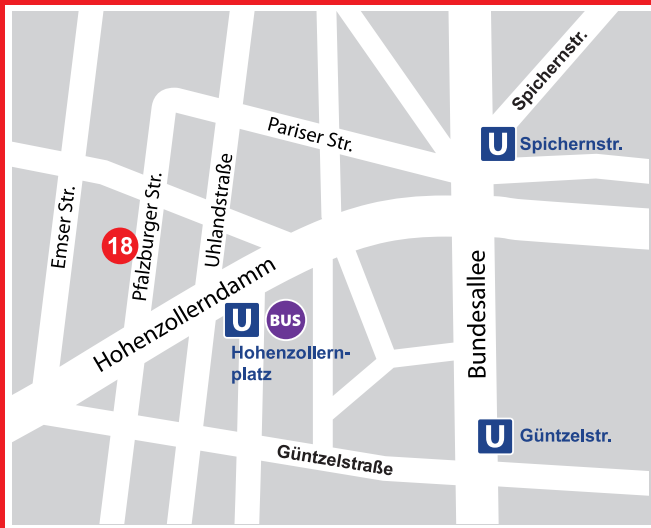 Spichernstr.
Pariser Str.
U Spichernstr.
Emser Str.
18
Pfalzburger Str.
Uhlandstraße
Hohenzollerndamm
U BUS
Hohenzollern-
platz
Bundesallee
U Güntzelstr.
Güntzelstraße